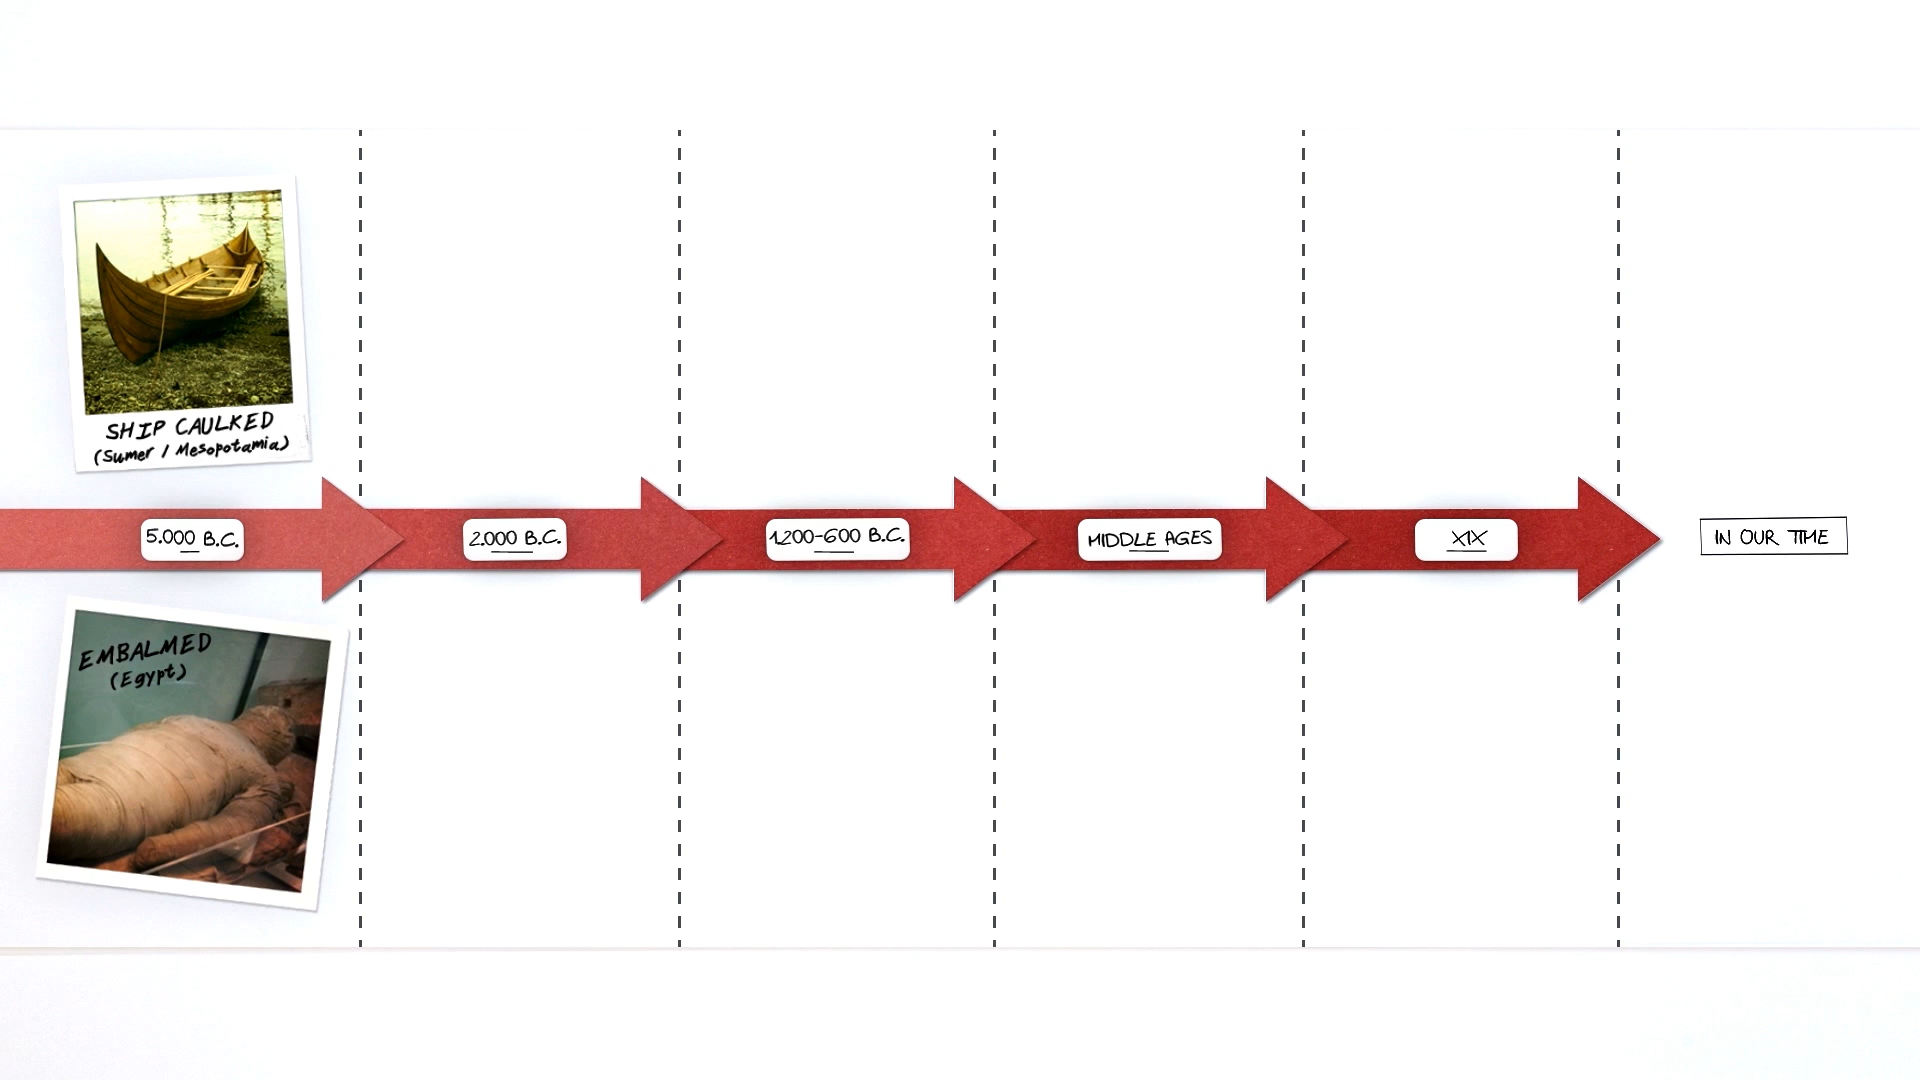 SHIP CAULKED
(Sumer / Mesopotamia)
5.000 B.C.
2.000 B.C.
1.200-600 B.C.
MIDDLE AGES
XIX
IN OUR TIME
EMBALMED
(Egypt)